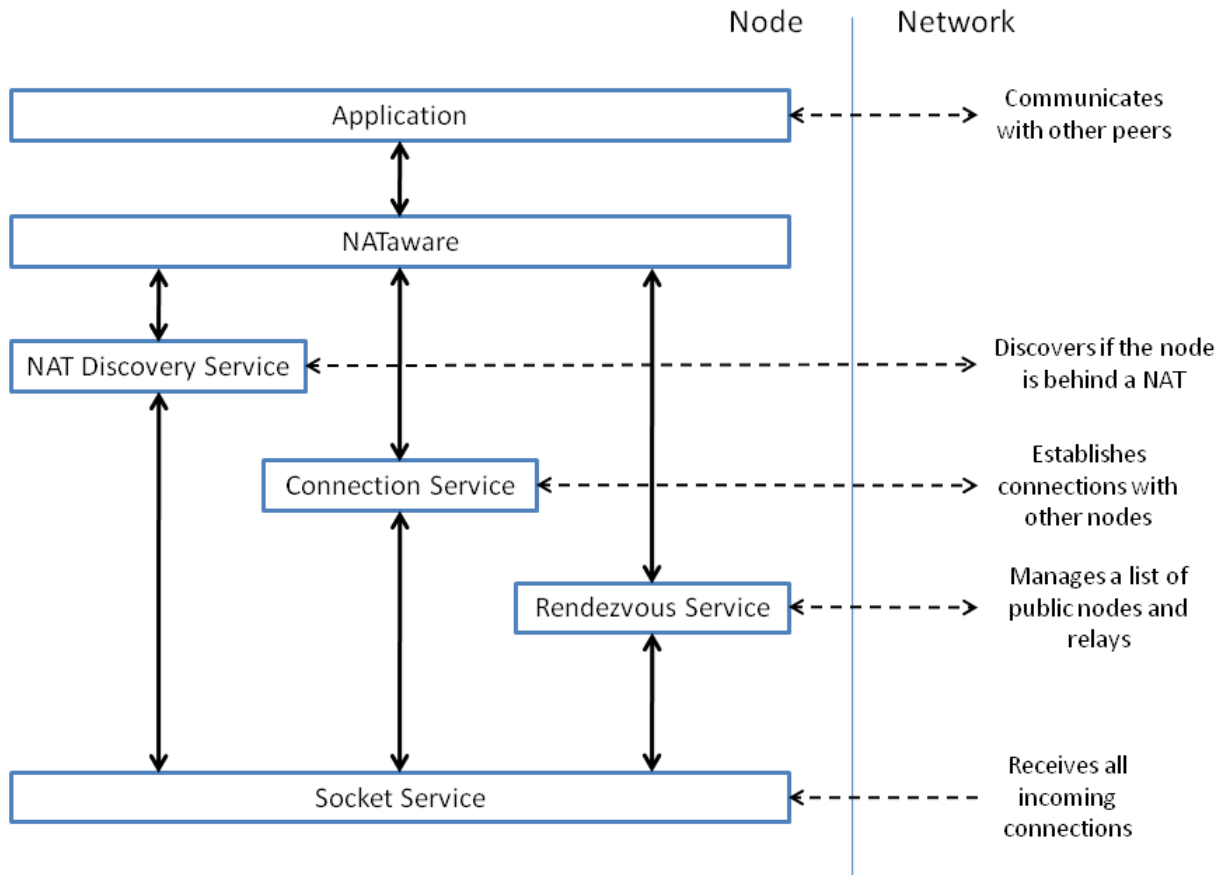 Node
Network
Application
Communicates
with other peers
NATaware
NAT Discovery Service
Discovers if the node
is behind a NAT
Connection Service
Establishes
connections with
other nodes
Rendezvous Service
Manages a list of
public nodes and
relays
Socket Service
Receives all
incoming
connections